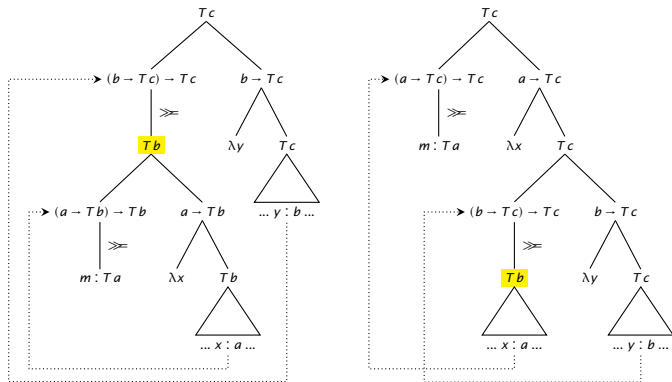 T c
(b → T c) → T c
b → T c
≫=
T b
λy
T c
(a → T b) → T b
a → T b
... y : b ...
≫=
m : T a
λx
T b
... x : a ...
T c
(a → T c) → T c
a → T c
≫=
m : T a
λx
T c
(b → T c) → T c
b → T c
≫=
T b
λy
T c
... x : a ...
... y : b ...